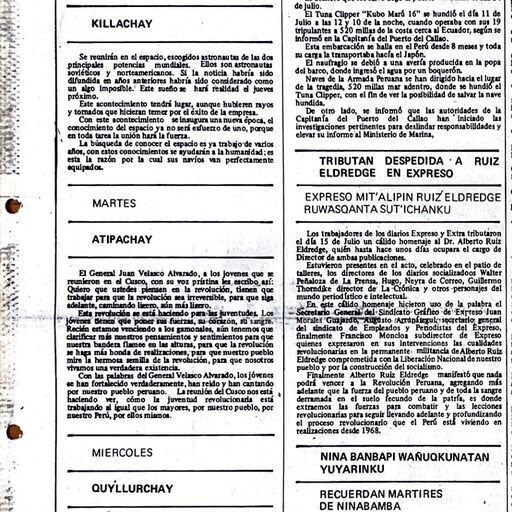 KILLACHAY
Se reunirán en el espacio, escogidos astronautas de las dos
principales potencias mundiales. Ellos son astronautas
soviéticos y norteamericanos. Si la noticia habría sido
difundida en años anteriores habría sido considerado como
un algo imposible. Este sueño se hará realidad el jueves
próximo.
Este acontecimiento tendrá lugar, aunque hubieren rayos
y tornados que hicieran temer por el éxito de la empresa.
Con este acontecimiento se inaugura una nueva época, el
conocimiento del espacio ya no será esfuerzo de uno, porque
en toda tarea la unión hará la fuerza.
La búsqueda de conocer el espacio es ya trabajo de varios
años, con estos conocimientos se ayudarán a la humanidad; es
esta la razón por la cual sus navíos van perfectamente
equipados.
MARTES
ATIPACHAY
El General Juan Velasco Alvarado, a los jovenes que se
reunieron en el Cusco, con su voz prístina les escribo, así:
Quiero que ustedes piensen en la revolución, tienen que
trabajar para que la revolución sea irreversible, para que siga
adelante, caminando ligero, aún más ligero.
Esta revolución se está haciendo para las juventudes. Los
jóvenes tienen que poner sus fuerzas, su corazón, su sangre.
Recién estamos venciendo a los gamonales, aún tenemos que
clarificar más nuestros pensamientos y sentimientos para que
nuestra bandera flamee en las alturas, para que la revolución
se haga más honda de realizaciones, para que nuestro pueblo
mire la hermosa semilla de la revolución, para que nosotros
vivamos una verdadera existencia.
Con las palabras del General Velasco Alvarado, los jóvenes
se han fortalecido verdaderamente, han reído y han cantando
por nuestro pueblo peruano. La reunión del Cusco nos está
haciendo ver, cómo la juventud revolucionaria está
trabajando al igual que los mayores, por nuestro pueblo, por
nuestro Perú, por ellos mismos.
MIERCOLES
QUYLLURCHAY
de julio.
El Tuna Clipper "Kubo Marú 16" se hundió el día 11 de
Julio a las 12 y 10 de la noche, cuando operaba con sus 19
tripulantes a 520 millas de la costa cerca al Ecuador, según se
informó en la Capitanía del Puerto del Callao.
Esta embarcación se halla en el Perú desde 8 meses y toda
su carga la transportaba hacia el Japón.
El naufragio se debió a una avería producida en la popa
del barco, donde ingresó el agua por un boquerón.
Naves de la Armada Peruana se han dirigido hacia el lugar
de la tragedia, 520 millas mar adentro, donde se hundió el
Tuna Clipper, con el fin de ver la posibilidad de salvar la nave
hundida.
De otro lado, se informó que las autoridades de la
Capitanía del Puerto del Callao han iniciado las
investigaciones pertinentes para deslindar responsabilidades y
elevar su informe al Ministerio de Marina,
TRIBUTAN DESPEDIDA A RUIZ
ELDREDGE EN EXPRESO
EXPRESO MIT'ALIPIN RUIZ ELDREDGE
RUWASQANTA SUT'ICHANKU
Los trabajadores de los diarios Expreso y Extra tributaron
el día 15 de Julio un cálido homenaje al Dr. Alberto Ruiz
Eldredge, quién hasta hace unos días ocupara el cargo de
Director de ambas publicaciones.
Estuvieron presentes en el acto, celebrado en el patio de
talleres, los directores de los diarios socializadoos Walter
Peñaloza de La Prensa, Hugo, Neyra de Correo, Guillermo
Thorndike director de La Crónica y otros personajes del
mundo periodístico e intelectual.
En este cálido homenaje hicieron uso de la palabra el
Secretario General del Sindicato Gráfico de Expreso Juan
Morales Guajardo, Augusto Arrizábegui, secretario general
del sindicato de Empleados y Periodistas del Expreso,
finalmente Francisco Moncloa subdirector de Expreso
quienes expresaron en sus intervenciones las cualidades
revolucionarias en la permanente militancia de Alberto Ruiz
Eldredge comprometida con la Liberación Nacional de nuestro
pueblo y por la construcción del socialismo.
Finalmente Alberto Ruiz Eldredge manifestó que nada
podrá vencer a la Revolución Peruana, agregando más
adelante que la fuerza del pueblo peruano y de toda la sangre
derramada en el suelo fecundo de la patria, es donde
extraemos las fuerzas para combatir y las lecciones
revolucionarias para seguir llevando adelante y profundizando
el proceso revolucionario que el Perú está viviendo en
realizaciones desde 1968.
NINA BANBAPI WAÑUQKUNATAN
YUYARINKU
RECUERDAN MARTIRES
DE NINABAMBA